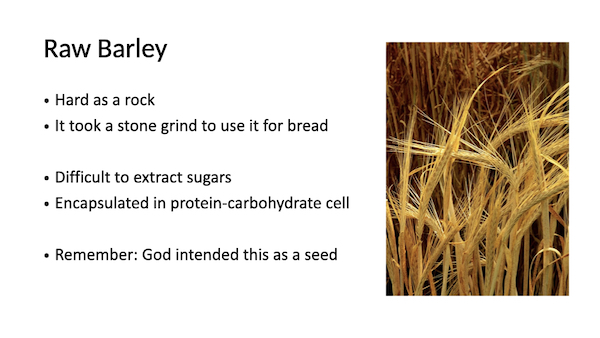 Raw Barley
• Hard as a rock
• It took a stone grind to use it for bread
• Difficult to extract sugars
• Encapsulated in protein-carbohydrate cell
• Remember: God intended this as a seed